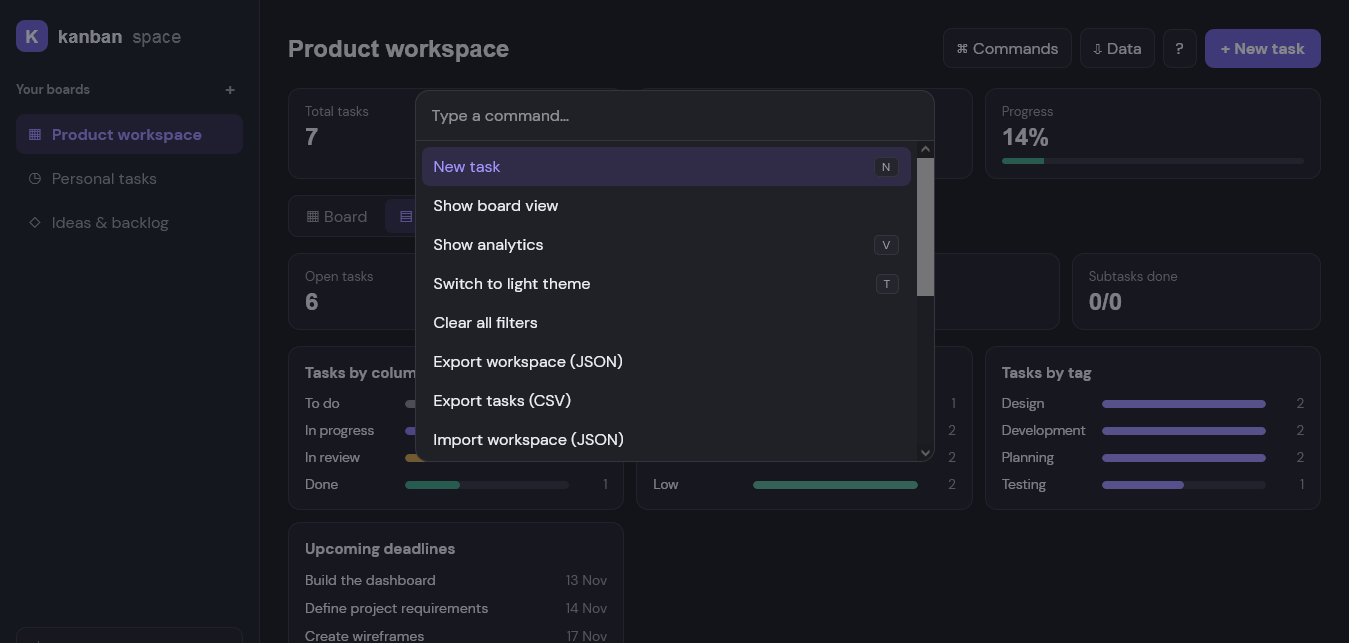 K kanban space
Your boards +
Product workspace
Personal tasks
Ideas & backlog
Product workspace
⌘ Commands
⇩ Data
?
+ New task
Total tasks
7
Progress
14%
Board
Open tasks
6
Subtasks done
0/0
Type a command...
New task N
Show board view
Show analytics V
Switch to light theme T
Clear all filters
Export workspace (JSON)
Export tasks (CSV)
Import workspace (JSON)
Tasks by colum
To do
In progress
In review
Done 1
1
2
2
Low 2
Tasks by tag
Design 2
Development 2
Planning 2
Testing 1
Upcoming deadlines
Build the dashboard 13 Nov
Define project requirements 14 Nov
Create wireframes 17 Nov